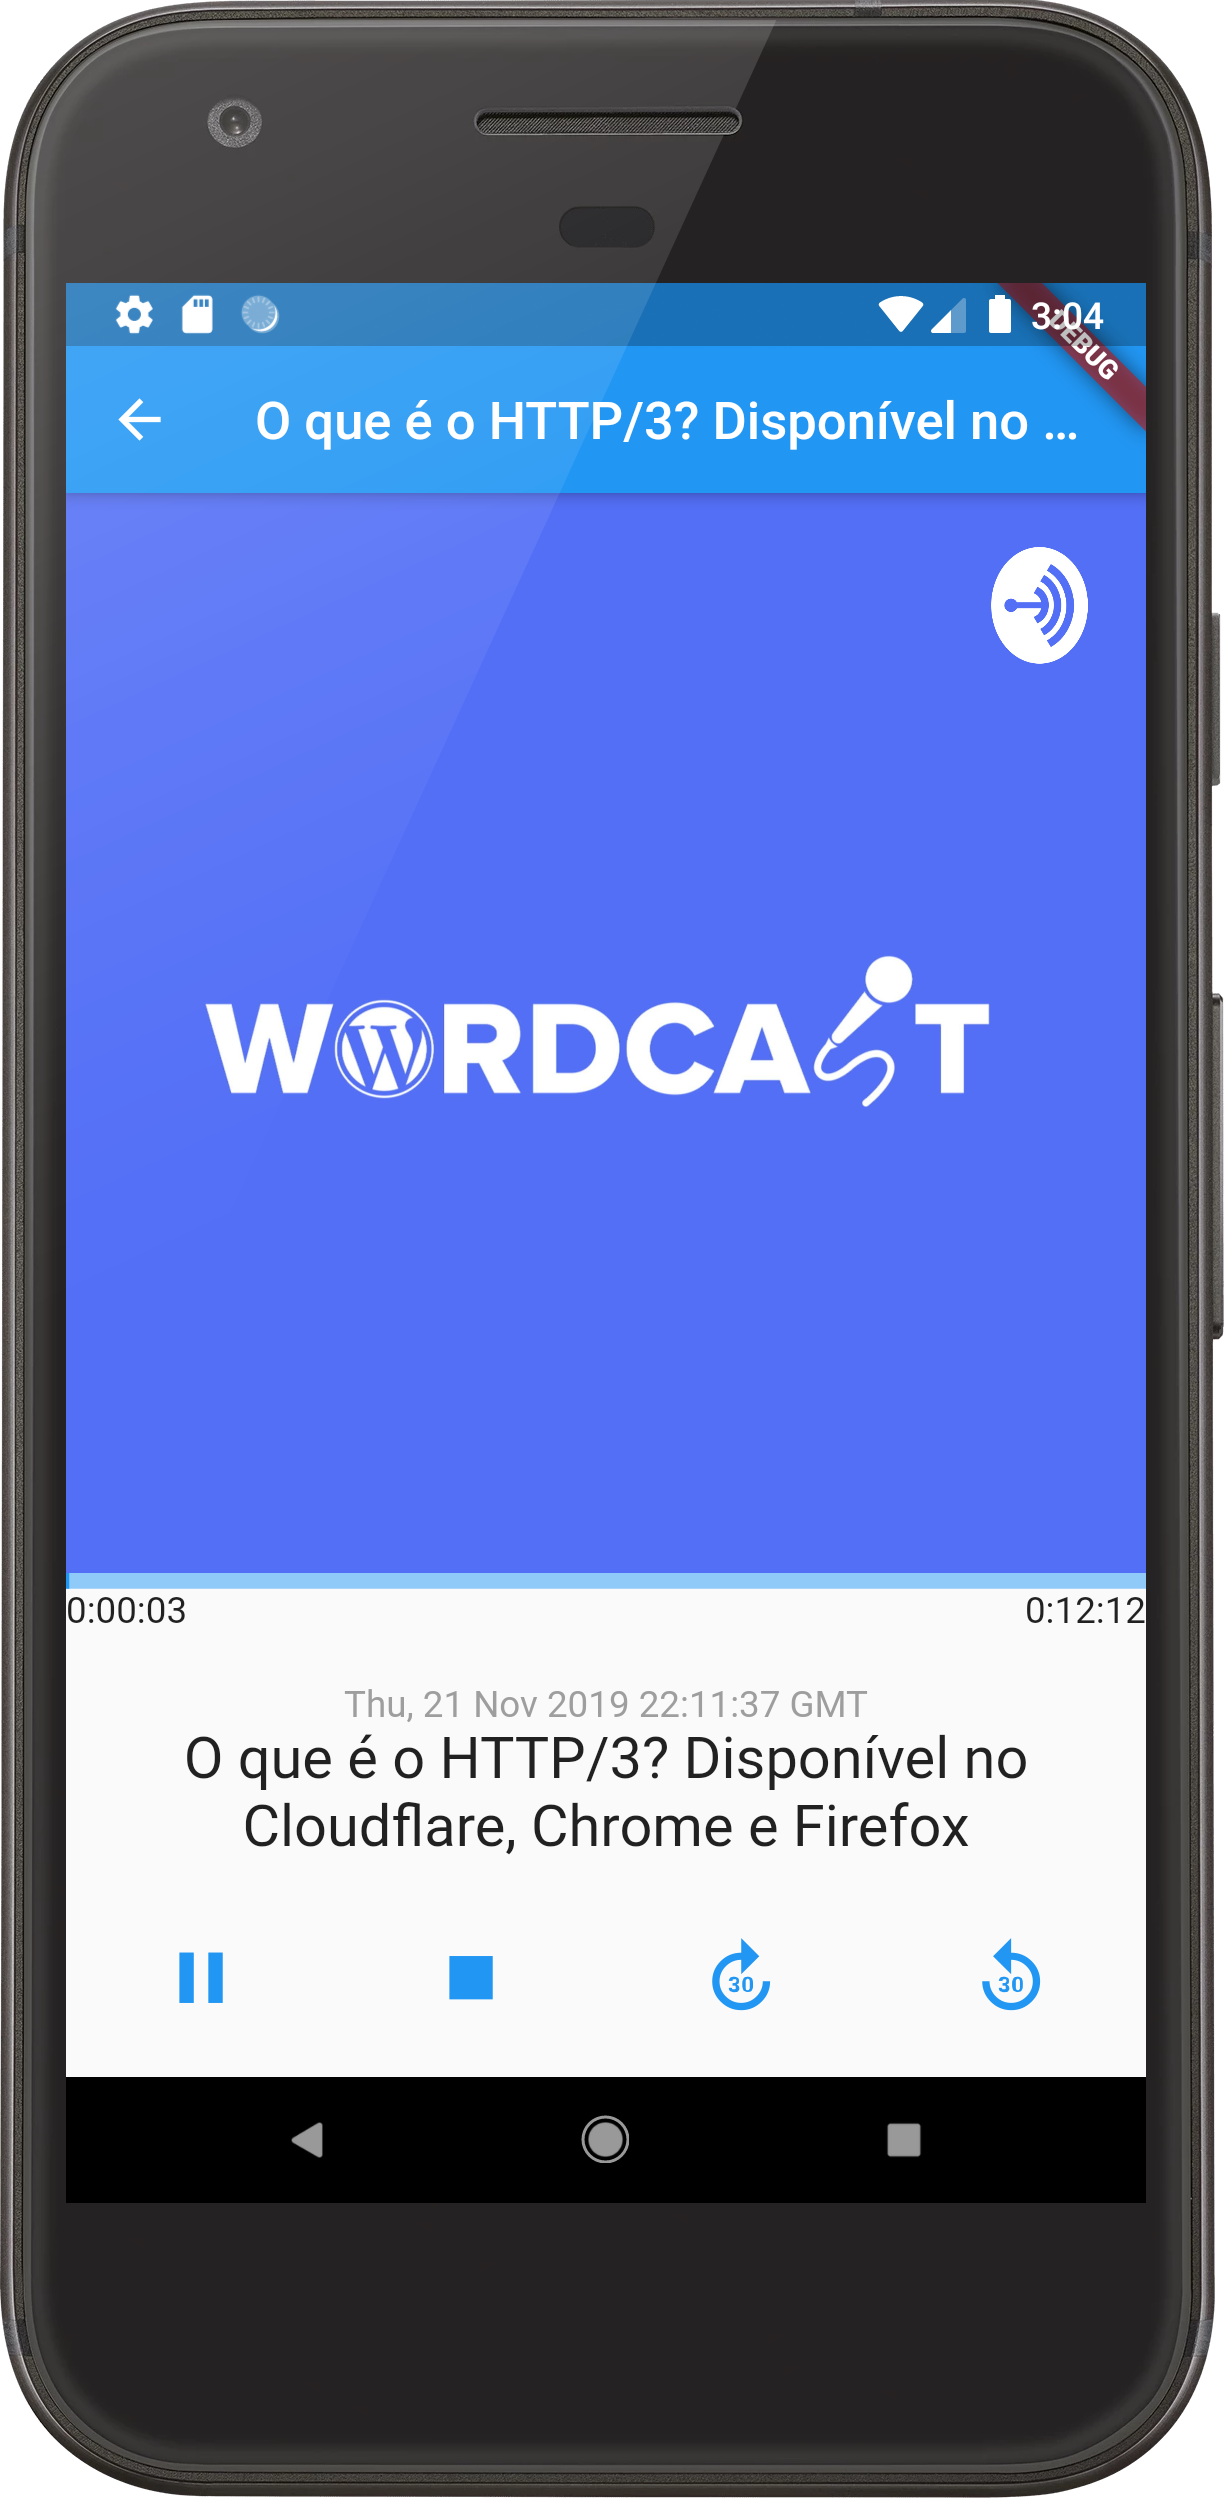 3:04
DEBUG
O que é o HTTP/3? Disponível no ...
WORDCAST
0:00:03
0:12:12
Thu, 21 Nov 2019 22:11:37 GMT
O que é o HTTP/3? Disponível no
Cloudflare, Chrome e Firefox
30
30